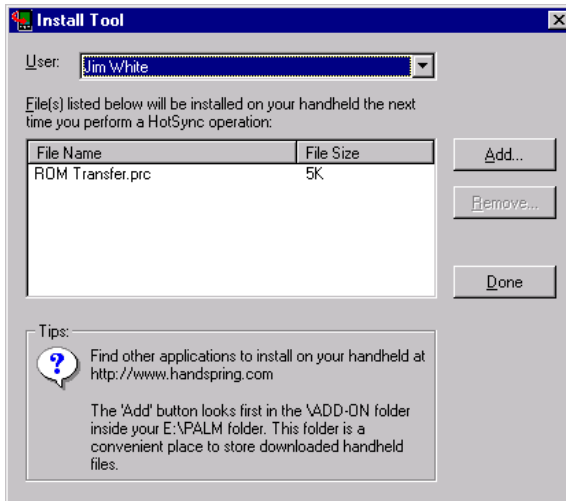 Install Tool
User: Jim White
File(s) listed below will be installed on your handheld the next
time you perform a HotSync operation:
File Name File Size
ROM Transfer.prc 5K
Add...
Remove...
Done
Tips:
Find other applications to install on your handheld at
http://www.handspring.com
The 'Add' button looks first in the \ADD-ON folder
inside your E:\PALM folder. This folder is a
convenient place to store downloaded handheld
files.